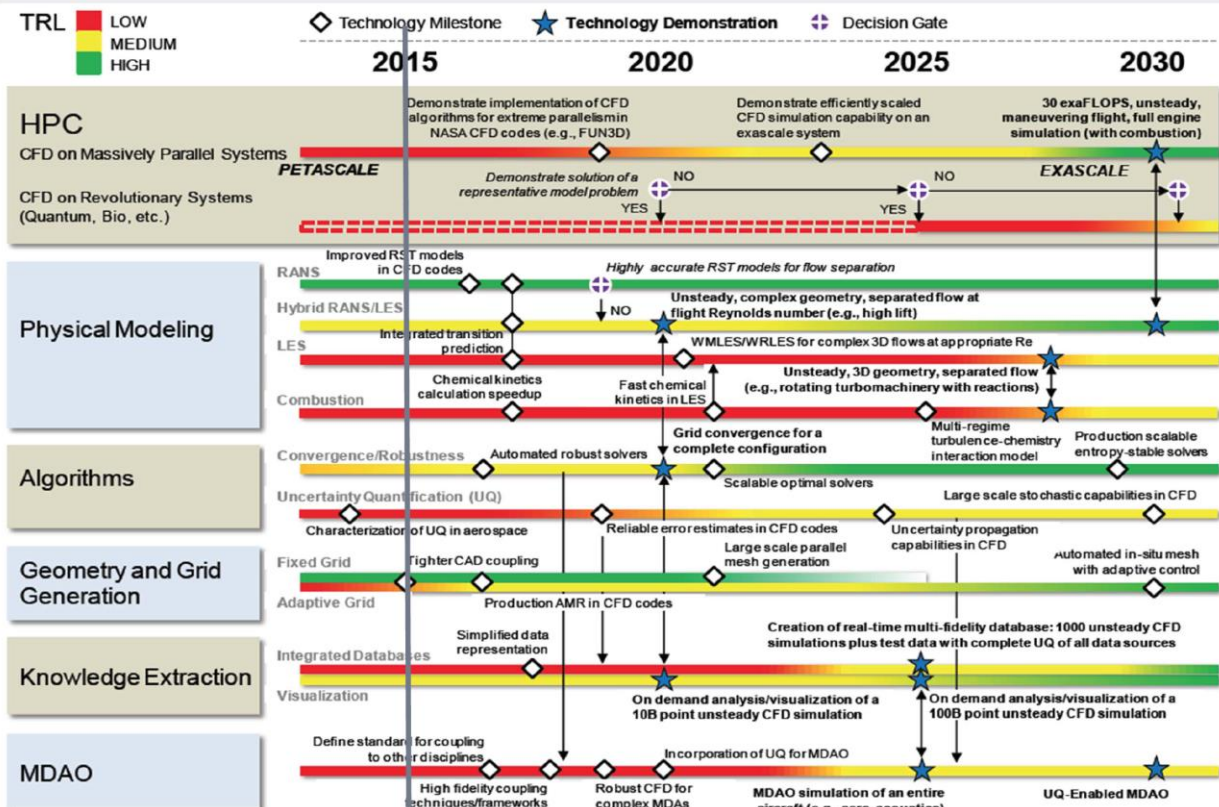 TRL
LOW
MEDIUM
HIGH
Technology Milestone
Technology Demonstration
Decision Gate
2015
2020
2025
2030
HPC
CFD on Massively Parallel Systems
CFD on Revolutionary Systems
(Quantum, Bio, etc.)
Demonstrate implementation of CFD
algorithms for extreme parallelism in
NASA CFD codes (e.g., FUN3D)
Demonstrate efficiently scaled
CFD simulation capability on an
exascale system
30 exaFLOPS, unsteady,
maneuvering flight, full engine
simulation (with combustion)
PETASCALE
Demonstrate solution of a
representative model problem
NO
YES
NO
YES
EXASCALE
Physical Modeling
RANS
Improved RST models
in CFD codes
Highly accurate RST models for flow separation
Hybrid RANS/LES
NO
Unsteady, complex geometry, separated flow at
flight Reynolds number (e.g., high lift)
Integrated transition
prediction
LES
WMLES/WRLES for complex 3D flows at appropriate Re
Chemical kinetics
calculation speedup
Fast chemical
kinetics in LES
Unsteady, 3D geometry, separated flow
(e.g., rotating turbomachinery with reactions)
Combustion
Multi-regime
turbulence-chemistry
interaction model
Algorithms
Convergence/Robustness
Automated robust solvers
Grid convergence for a
complete configuration
Scalable optimal solvers
Production scalable
entropy-stable solvers
Uncertainty Quantification (UQ)
Characterization of UQ in aerospace
Reliable error estimates in CFD codes
Uncertainty propagation
capabilities in CFD
Large scale stochastic capabilities in CFD
Geometry and Grid
Generation
Fixed Grid
Tighter CAD coupling
Large scale parallel
mesh generation
Automated in-situ mesh
with adaptive control
Adaptive Grid
Production AMR in CFD codes
Knowledge Extraction
Integrated Databases
Simplified data
representation
Creation of real-time multi-fidelity database: 1000 unsteady CFD
simulations plus test data with complete UQ of all data sources
Visualization
On demand analysis/visualization of a
10B point unsteady CFD simulation
On demand analysis/visualization of a
100B point unsteady CFD simulation
MDAO
Define standard for coupling
to other disciplines
High fidelity coupling
techniques/frameworks
Robust CFD for
complex MDAs
Incorporation of UQ for MDAO
MDAO simulation of an entire
UQ-Enabled MDAO